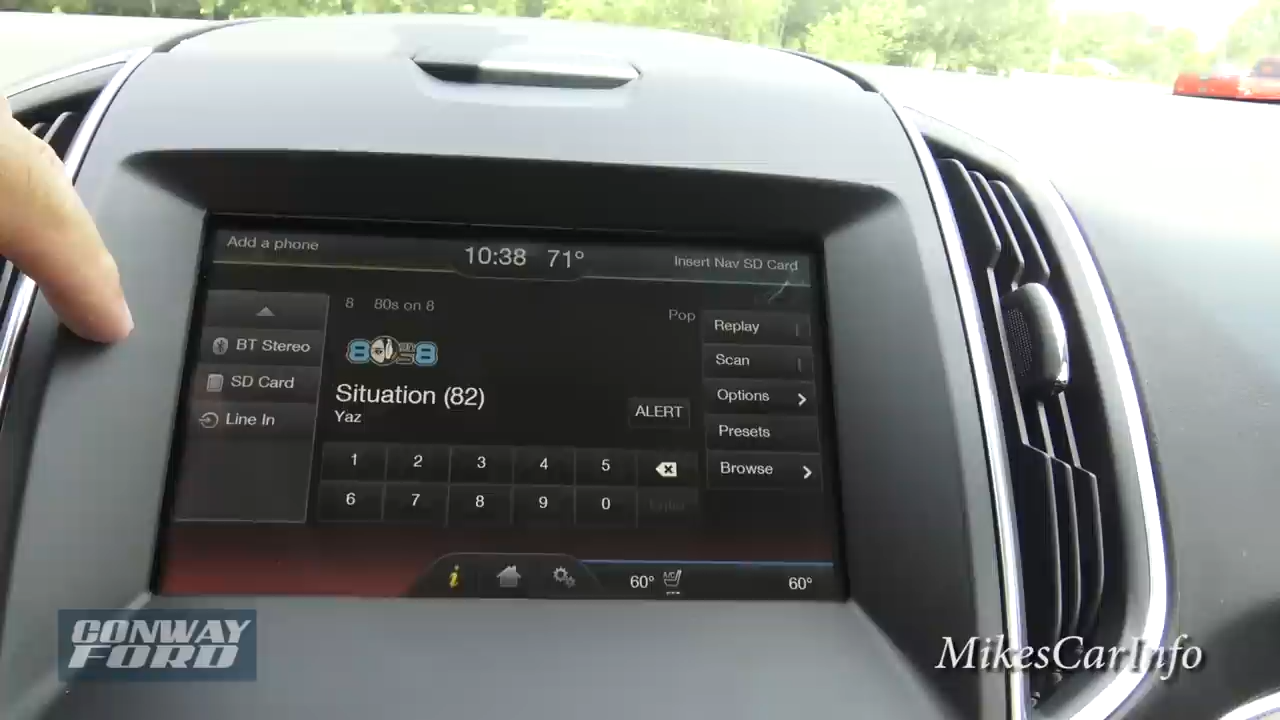 Add a phone
10:38 71°
Insert Nav SD Card
8 80s on 8
Pop
BT Stereo
SD Card
Line In
80s8
Situation (82)
Yaz
ALERT
Replay
Scan
Options
Presets
Browse
1 2 3 4 5
6 7 8 9 0 Enter
60°
60°
CONWAY
FORD
MikesCarInfo